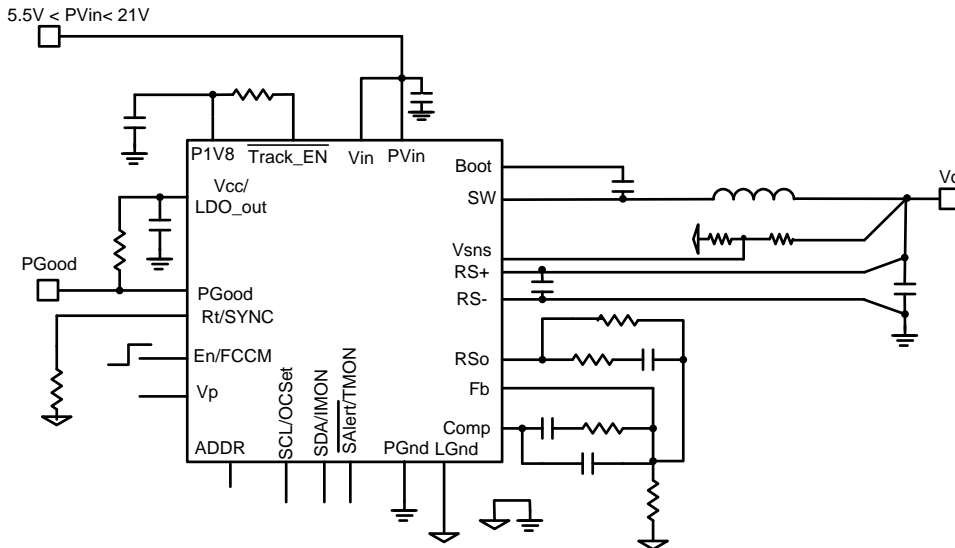 5.5V < PVin< 21V
P1V8
Track_EN
Vin
PVin
Boot
Vcc/
LDO_out
SW
Vsns
RS+
PGood
PGood
RS-
Rt/SYNC
En/FCCM
RSo
Vp
Fb
Comp
ADDR
SCL/OCSet
SDA/IMON
SAlert/TMON
PGnd
LGnd